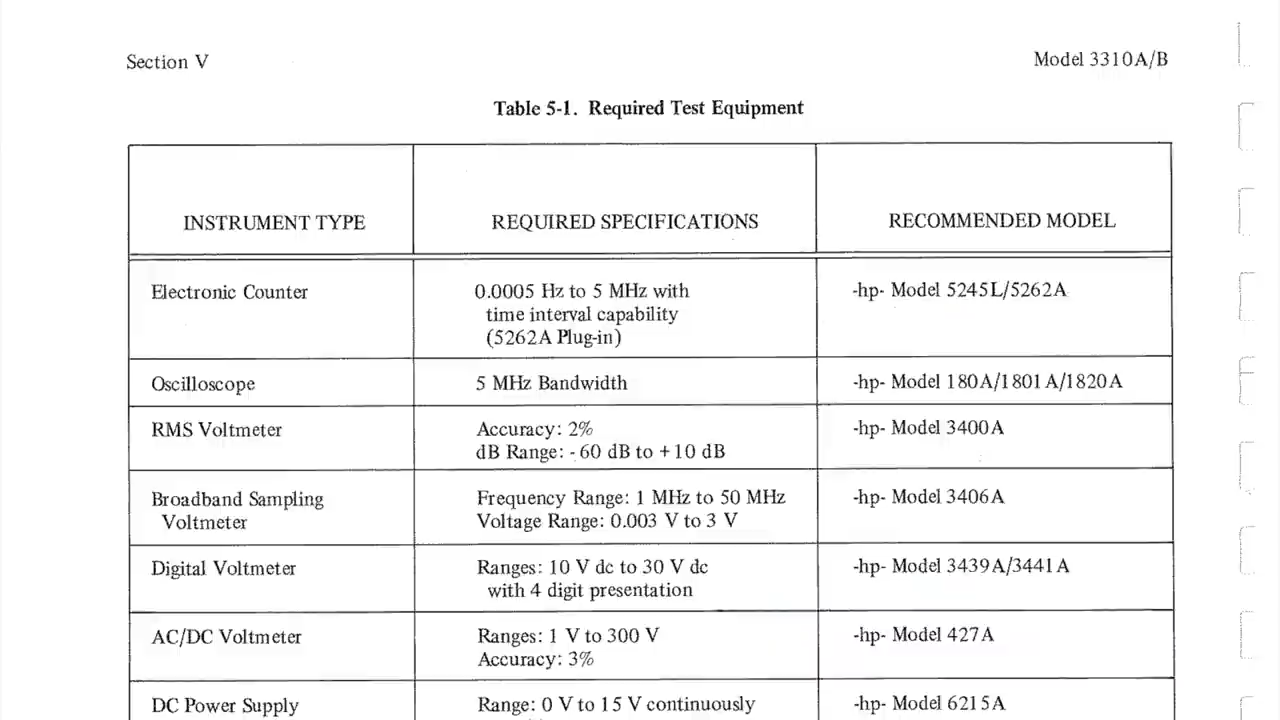 Section V
Model 3310A/B
Table 5-1. Required Test Equipment
INSTRUMENT TYPE
REQUIRED SPECIFICATIONS
RECOMMENDED MODEL
Electronic Counter
0.0005 Hz to 5 MHz with
time interval capability
(5262A Plug-in)
-hp- Model 5245L/5262A
Oscilloscope
5 MHz Bandwidth
-hp- Model 180A/1801A/1820A
RMS Voltmeter
Accuracy: 2%
dB Range: -60 dB to +10 dB
-hp- Model 3400A
Broadband Sampling
Voltmeter
Frequency Range: 1 MHz to 50 MHz
Voltage Range: 0.003 V to 3 V
-hp- Model 3406A
Digital Voltmeter
Ranges: 10 V dc to 30 V dc
with 4 digit presentation
-hp- Model 3439A/3441A
AC/DC Voltmeter
Ranges: 1 V to 300 V
Accuracy: 3%
-hp- Model 427A
DC Power Supply
Range: 0 V to 15 V continuously
-hp- Model 6215A